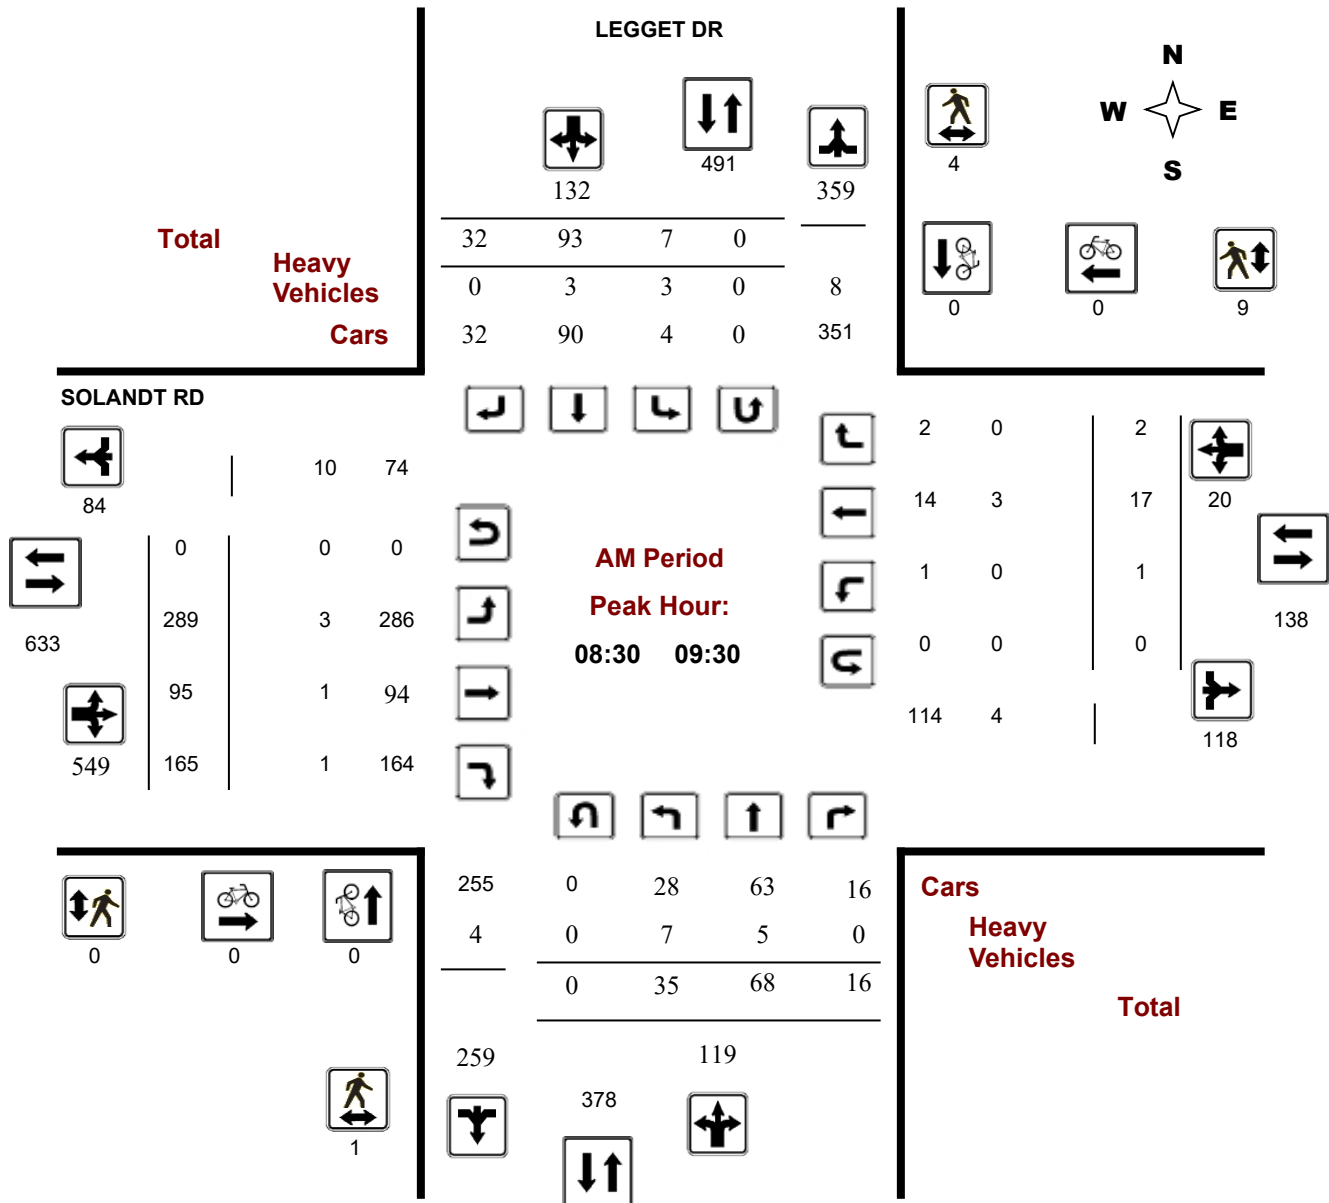 LEGGET DR
N
W E
S
132
491
359
4
Total
32 93 7 0
Heavy
Vehicles
0 3 3 0 8
Cars
32 90 4 0 351
0 0 9
SOLANDT RD
84
10 74
0 0 0
633
289 3 286
95 1 94
549
165 1 164
AM Period
Peak Hour:
08:30 09:30
2 0 2
14 3 17
20
1 0 1
138
0 0 0
114 4
118
0 0 0
255 0 28 63 16
4 0 7 5 0
0 35 68 16
Cars
Heavy
Vehicles
Total
259
119
378
1